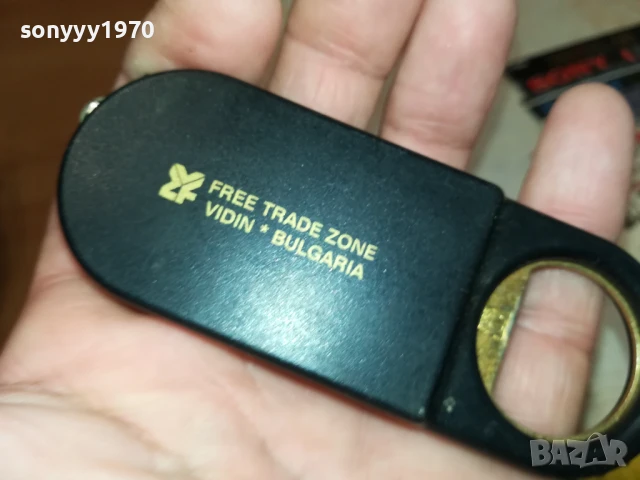 sonyyy1970
FREE TRADE ZONE
VIDIN * BULGARIA
BAZAR